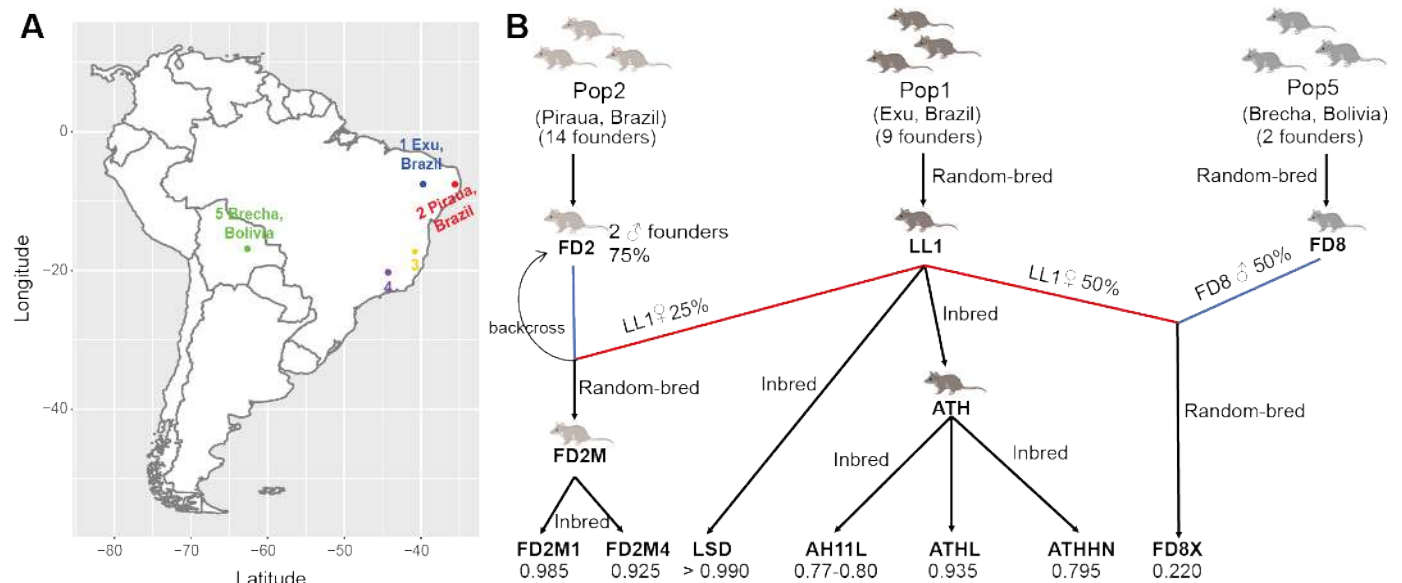 A
B
0
−20
−40
−80
−70
−60
−50
−40
Longitude
Latitude
1 Exu,
Brazil
2 Piraua,
Brazil
5 Brecha,
Bolivia
3
4
Pop2
(Piraua, Brazil)
(14 founders)
Pop1
(Exu, Brazil)
(9 founders)
Pop5
(Brecha, Bolivia)
(2 founders)
Random-bred
Random-bred
FD2
2 ♂ founders
75%
LL1
FD8
backcross
LL1♀ 25%
LL1♀ 50%
FD8 ♂ 50%
Inbred
Inbred
Random-bred
Random-bred
ATH
FD2M
Inbred
Inbred
Inbred
FD2M1
0.985
FD2M4
0.925
LSD
> 0.990
AH11L
0.77-0.80
ATHL
0.935
ATHHN
0.795
FD8X
0.220